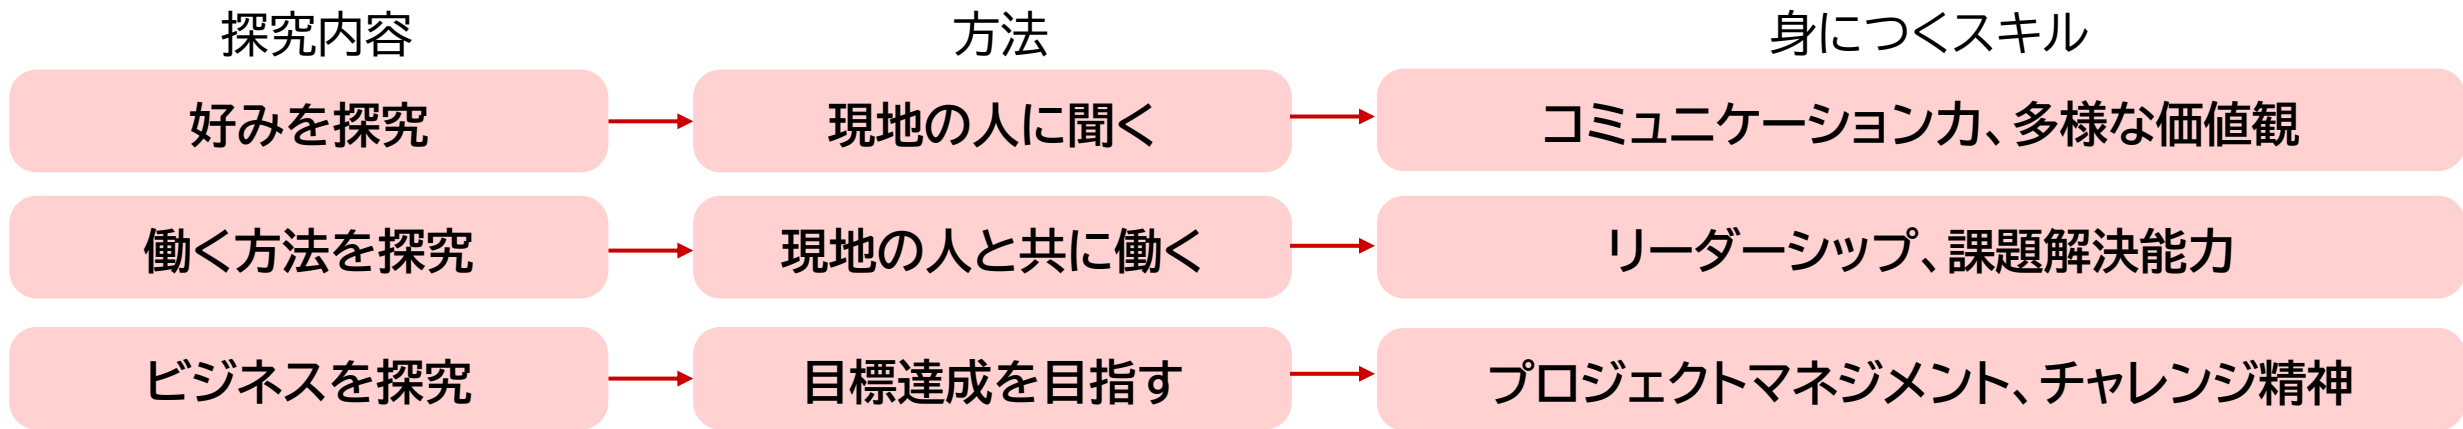 探究内容 方法 身につくスキル
好みを探究 現地の人に聞く コミュニケーション力、多様な価値観
働く方法を探究 現地の人と共に働く リーダーシップ、課題解決能力
ビジネスを探究 目標達成を目指す プロジェクトマネジメント、チャレンジ精神